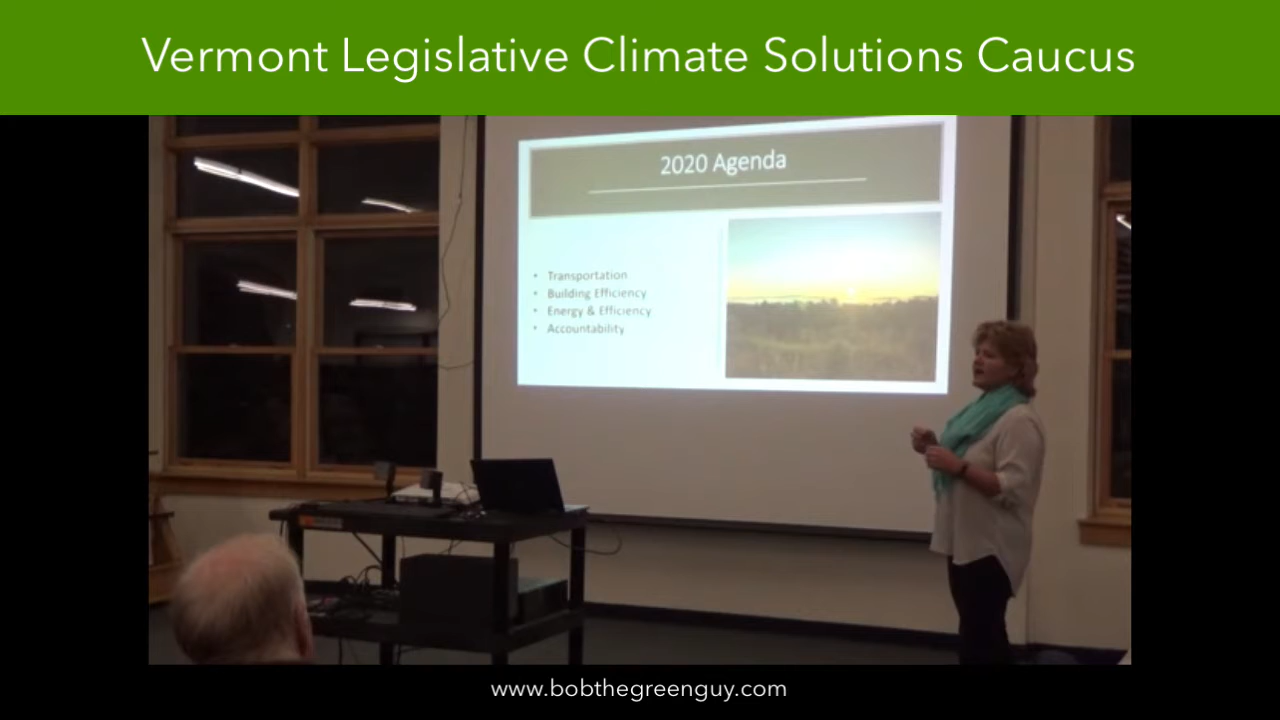 Vermont Legislative Climate Solutions Caucus
2020 Agenda
• Transportation
• Building Efficiency
• Energy & Efficiency
• Accountability
www.bobthegreenguy.com